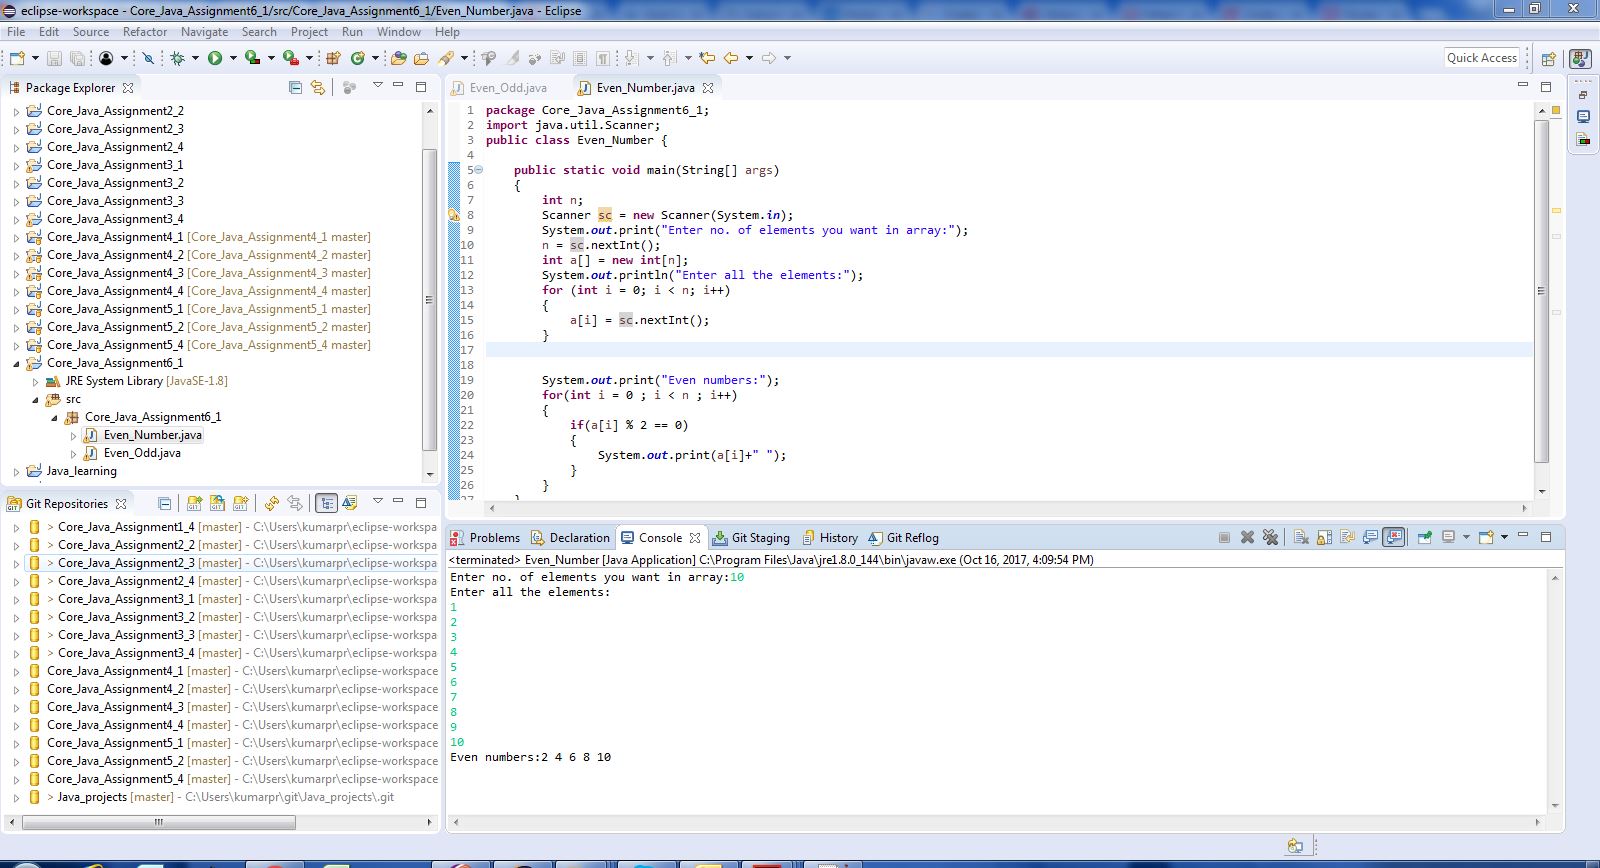 eclipse-workspace - Core_Java_Assignment6_1/src/Core_Java_Assignment6_1/Even_Number.java - Eclipse
File Edit Source Refactor Navigate Search Project Run Window Help
Quick Access
Package Explorer
Core_Java_Assignment2_2
Core_Java_Assignment2_3
Core_Java_Assignment2_4
Core_Java_Assignment3_1
Core_Java_Assignment3_2
Core_Java_Assignment3_3
Core_Java_Assignment3_4
Core_Java_Assignment4_1 [Core_Java_Assignment4_1 master]
Core_Java_Assignment4_2 [Core_Java_Assignment4_2 master]
Core_Java_Assignment4_3 [Core_Java_Assignment4_3 master]
Core_Java_Assignment4_4 [Core_Java_Assignment4_4 master]
Core_Java_Assignment5_1 [Core_Java_Assignment5_1 master]
Core_Java_Assignment5_2 [Core_Java_Assignment5_2 master]
Core_Java_Assignment5_4 [Core_Java_Assignment5_4 master]
Core_Java_Assignment6_1
JRE System Library [JavaSE-1.8]
src
Core_Java_Assignment6_1
Even_Number.java
Even_Odd.java
Java_learning
Git Repositories
> Core_Java_Assignment1_4 [master] - C:\Users\kumarpr\eclipse-workspa
> Core_Java_Assignment2_2 [master] - C:\Users\kumarpr\eclipse-workspa
> Core_Java_Assignment2_3 [master] - C:\Users\kumarpr\eclipse-workspa
> Core_Java_Assignment2_4 [master] - C:\Users\kumarpr\eclipse-workspa
> Core_Java_Assignment3_1 [master] - C:\Users\kumarpr\eclipse-workspa
> Core_Java_Assignment3_2 [master] - C:\Users\kumarpr\eclipse-workspa
> Core_Java_Assignment3_3 [master] - C:\Users\kumarpr\eclipse-workspa
> Core_Java_Assignment3_4 [master] - C:\Users\kumarpr\eclipse-workspa
Core_Java_Assignment4_1 [master] - C:\Users\kumarpr\eclipse-workspace
Core_Java_Assignment4_2 [master] - C:\Users\kumarpr\eclipse-workspace
Core_Java_Assignment4_3 [master] - C:\Users\kumarpr\eclipse-workspace
Core_Java_Assignment4_4 [master] - C:\Users\kumarpr\eclipse-workspace
Core_Java_Assignment5_1 [master] - C:\Users\kumarpr\eclipse-workspace
Core_Java_Assignment5_2 [master] - C:\Users\kumarpr\eclipse-workspace
Core_Java_Assignment5_4 [master] - C:\Users\kumarpr\eclipse-workspace
> Java_projects [master] - C:\Users\kumarpr\git\Java_projects\.git
Even_Odd.java Even_Number.java
1 package Core_Java_Assignment6_1;
2 import java.util.Scanner;
3 public class Even_Number {
4
5 public static void main(String[] args)
6 {
7 int n;
8 Scanner sc = new Scanner(System.in);
9 System.out.print("Enter no. of elements you want in array:");
10 n = sc.nextInt();
11 int a[] = new int[n];
12 System.out.println("Enter all the elements:");
13 for (int i = 0; i < n; i++)
14 {
15 a[i] = sc.nextInt();
16 }
17
18
19 System.out.print("Even numbers:");
20 for(int i = 0 ; i < n ; i++)
21 {
22 if(a[i] % 2 == 0)
23 {
24 System.out.print(a[i]+" ");
25 }
26 }
27 }
Problems Declaration Console Git Staging History Git Reflog
<terminated> Even_Number [Java Application] C:\Program Files\Java\jre1.8.0_144\bin\javaw.exe (Oct 16, 2017, 4:09:54 PM)
Enter no. of elements you want in array:10
Enter all the elements:
1
2
3
4
5
6
7
8
9
10
Even numbers:2 4 6 8 10